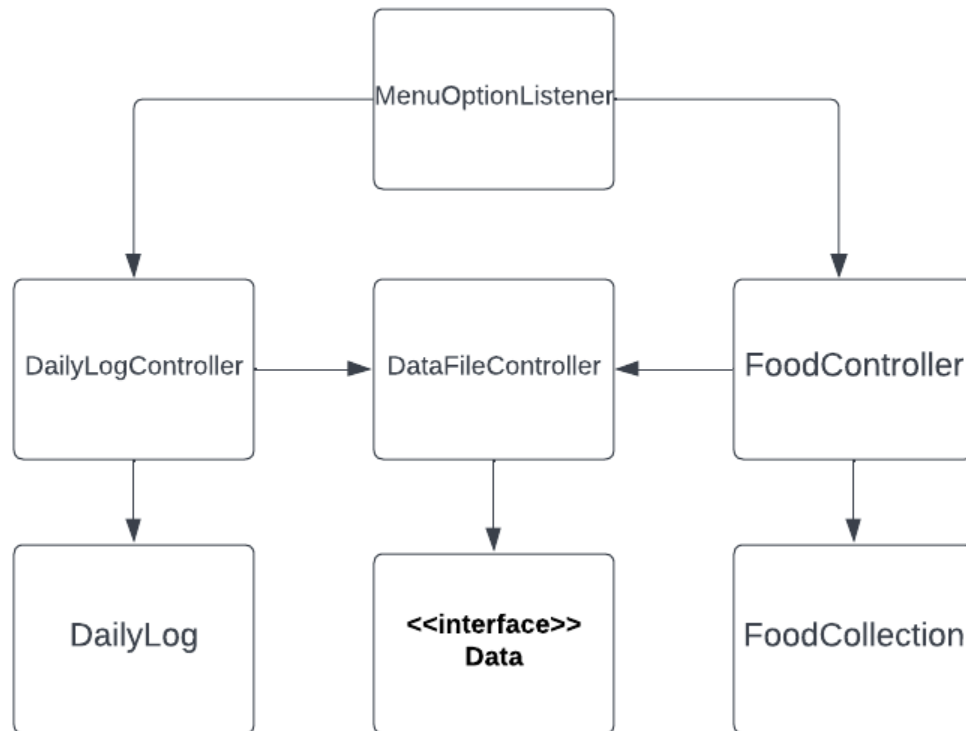 MenuOptionListener
DailyLogController
DataFileController
FoodController
DailyLog
<<interface>>
Data
FoodCollection